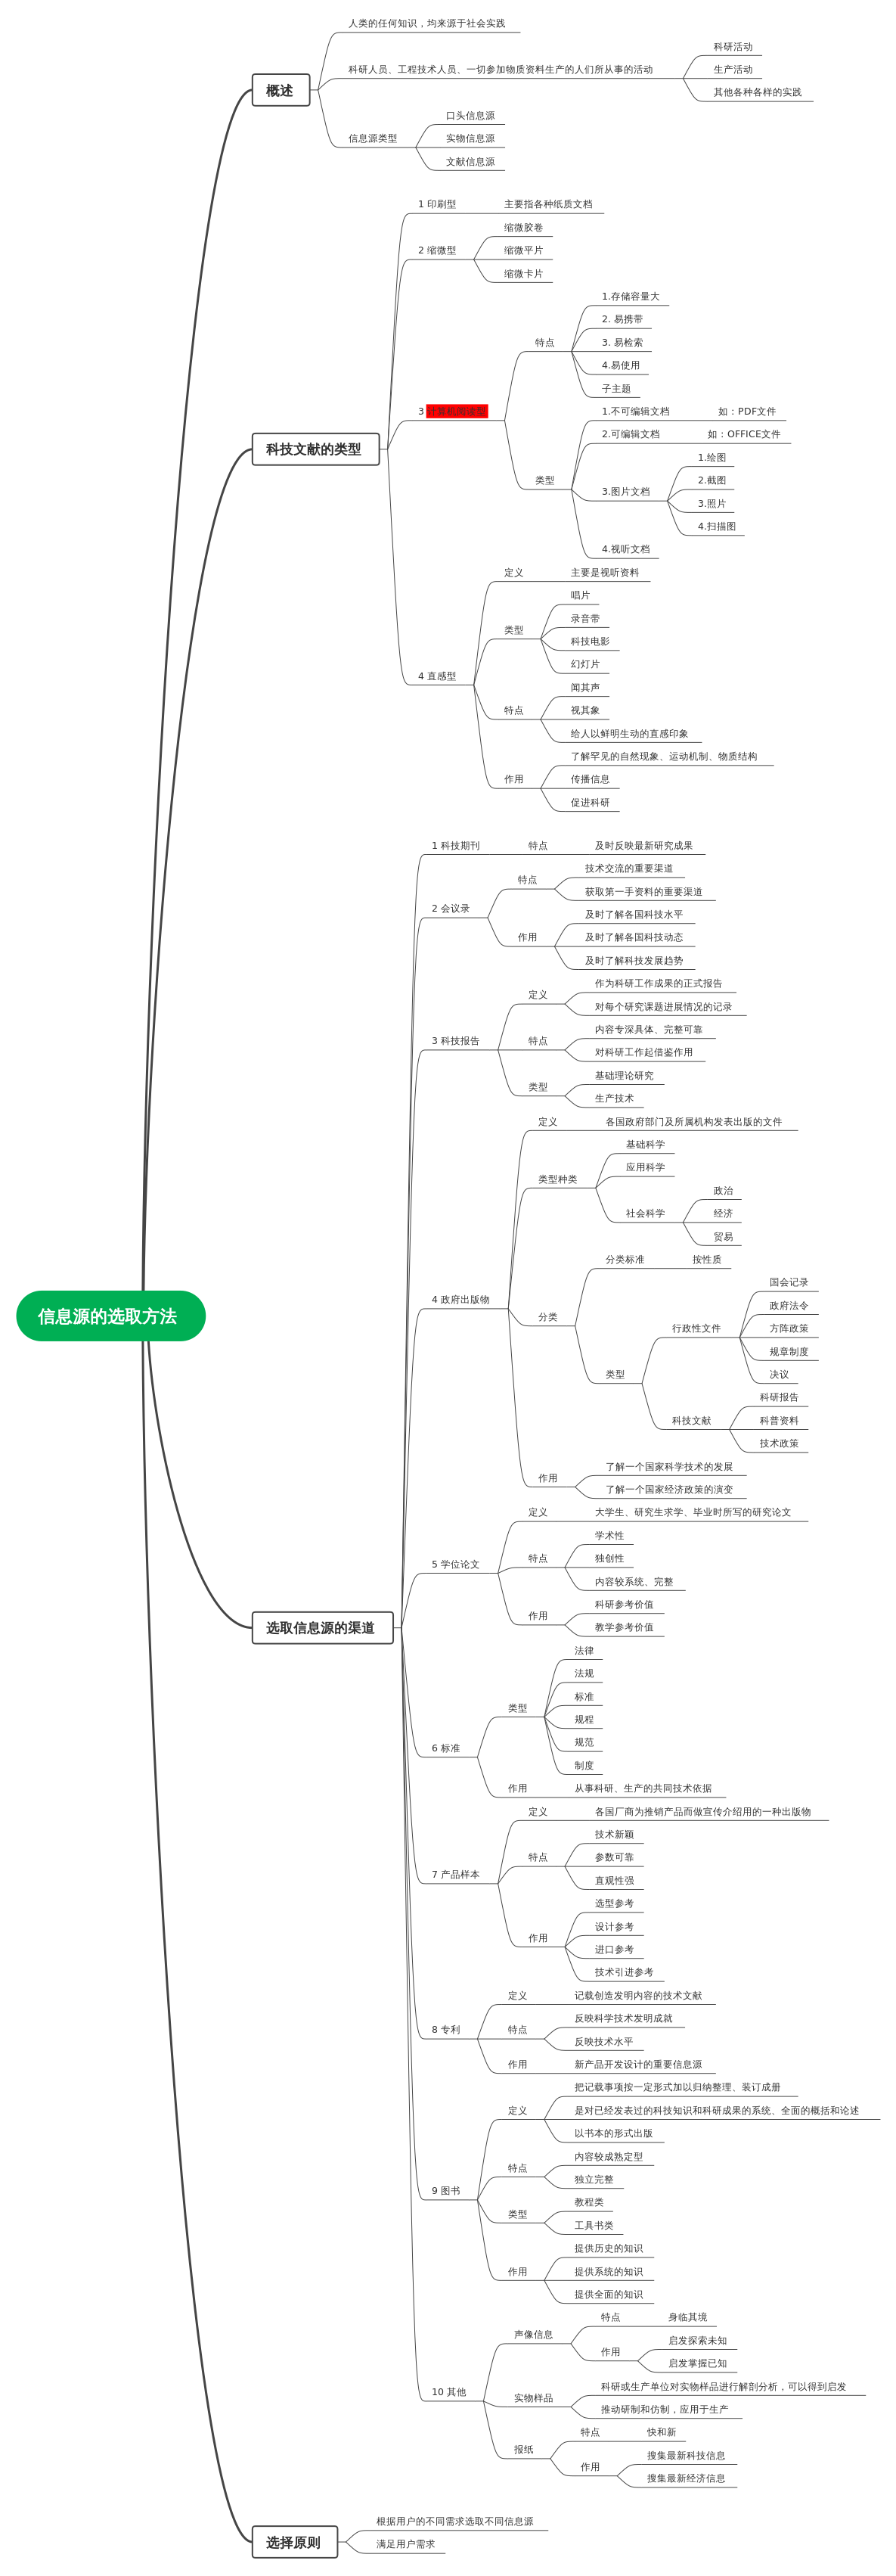 信息源的选取方法
概述
人类的任何知识，均来源于社会实践
科研人员、工程技术人员、一切参加物质资料生产的人们所从事的活动
科研活动
生产活动
其他各种各样的实践
信息源类型
口头信息源
实物信息源
文献信息源
科技文献的类型
1 印刷型
主要指各种纸质文档
2 缩微型
缩微胶卷
缩微平片
缩微卡片
3 计算机阅读型
特点
1.存储容量大
2. 易携带
3. 易检索
4.易使用
子主题
类型
1.不可编辑文档
如：PDF文件
2.可编辑文档
如：OFFICE文件
3.图片文档
1.绘图
2.截图
3.照片
4.扫描图
4.视听文档
4 直感型
定义
主要是视听资料
类型
唱片
录音带
科技电影
幻灯片
特点
闻其声
视其象
给人以鲜明生动的直感印象
作用
了解罕见的自然现象、运动机制、物质结构
传播信息
促进科研
选取信息源的渠道
1 科技期刊
特点
及时反映最新研究成果
2 会议录
特点
技术交流的重要渠道
获取第一手资料的重要渠道
作用
及时了解各国科技水平
及时了解各国科技动态
及时了解科技发展趋势
3 科技报告
定义
作为科研工作成果的正式报告
对每个研究课题进展情况的记录
特点
内容专深具体、完整可靠
对科研工作起借鉴作用
类型
基础理论研究
生产技术
4 政府出版物
定义
各国政府部门及所属机构发表出版的文件
类型种类
基础科学
应用科学
社会科学
政治
经济
贸易
分类
分类标准
按性质
类型
行政性文件
国会记录
政府法令
方阵政策
规章制度
决议
科技文献
科研报告
科普资料
技术政策
作用
了解一个国家科学技术的发展
了解一个国家经济政策的演变
5 学位论文
定义
大学生、研究生求学、毕业时所写的研究论文
特点
学术性
独创性
内容较系统、完整
作用
科研参考价值
教学参考价值
6 标准
类型
法律
法规
标准
规程
规范
制度
作用
从事科研、生产的共同技术依据
7 产品样本
定义
各国厂商为推销产品而做宣传介绍用的一种出版物
特点
技术新颖
参数可靠
直观性强
作用
选型参考
设计参考
进口参考
技术引进参考
8 专利
定义
记载创造发明内容的技术文献
特点
反映科学技术发明成就
反映技术水平
作用
新产品开发设计的重要信息源
9 图书
定义
把记载事项按一定形式加以归纳整理、装订成册
是对已经发表过的科技知识和科研成果的系统、全面的概括和论述
以书本的形式出版
特点
内容较成熟定型
独立完整
类型
教程类
工具书类
作用
提供历史的知识
提供系统的知识
提供全面的知识
10 其他
声像信息
特点
身临其境
作用
启发探索未知
启发掌握已知
实物样品
科研或生产单位对实物样品进行解剖分析，可以得到启发
推动研制和仿制，应用于生产
报纸
特点
快和新
作用
搜集最新科技信息
搜集最新经济信息
选择原则
根据用户的不同需求选取不同信息源
满足用户需求